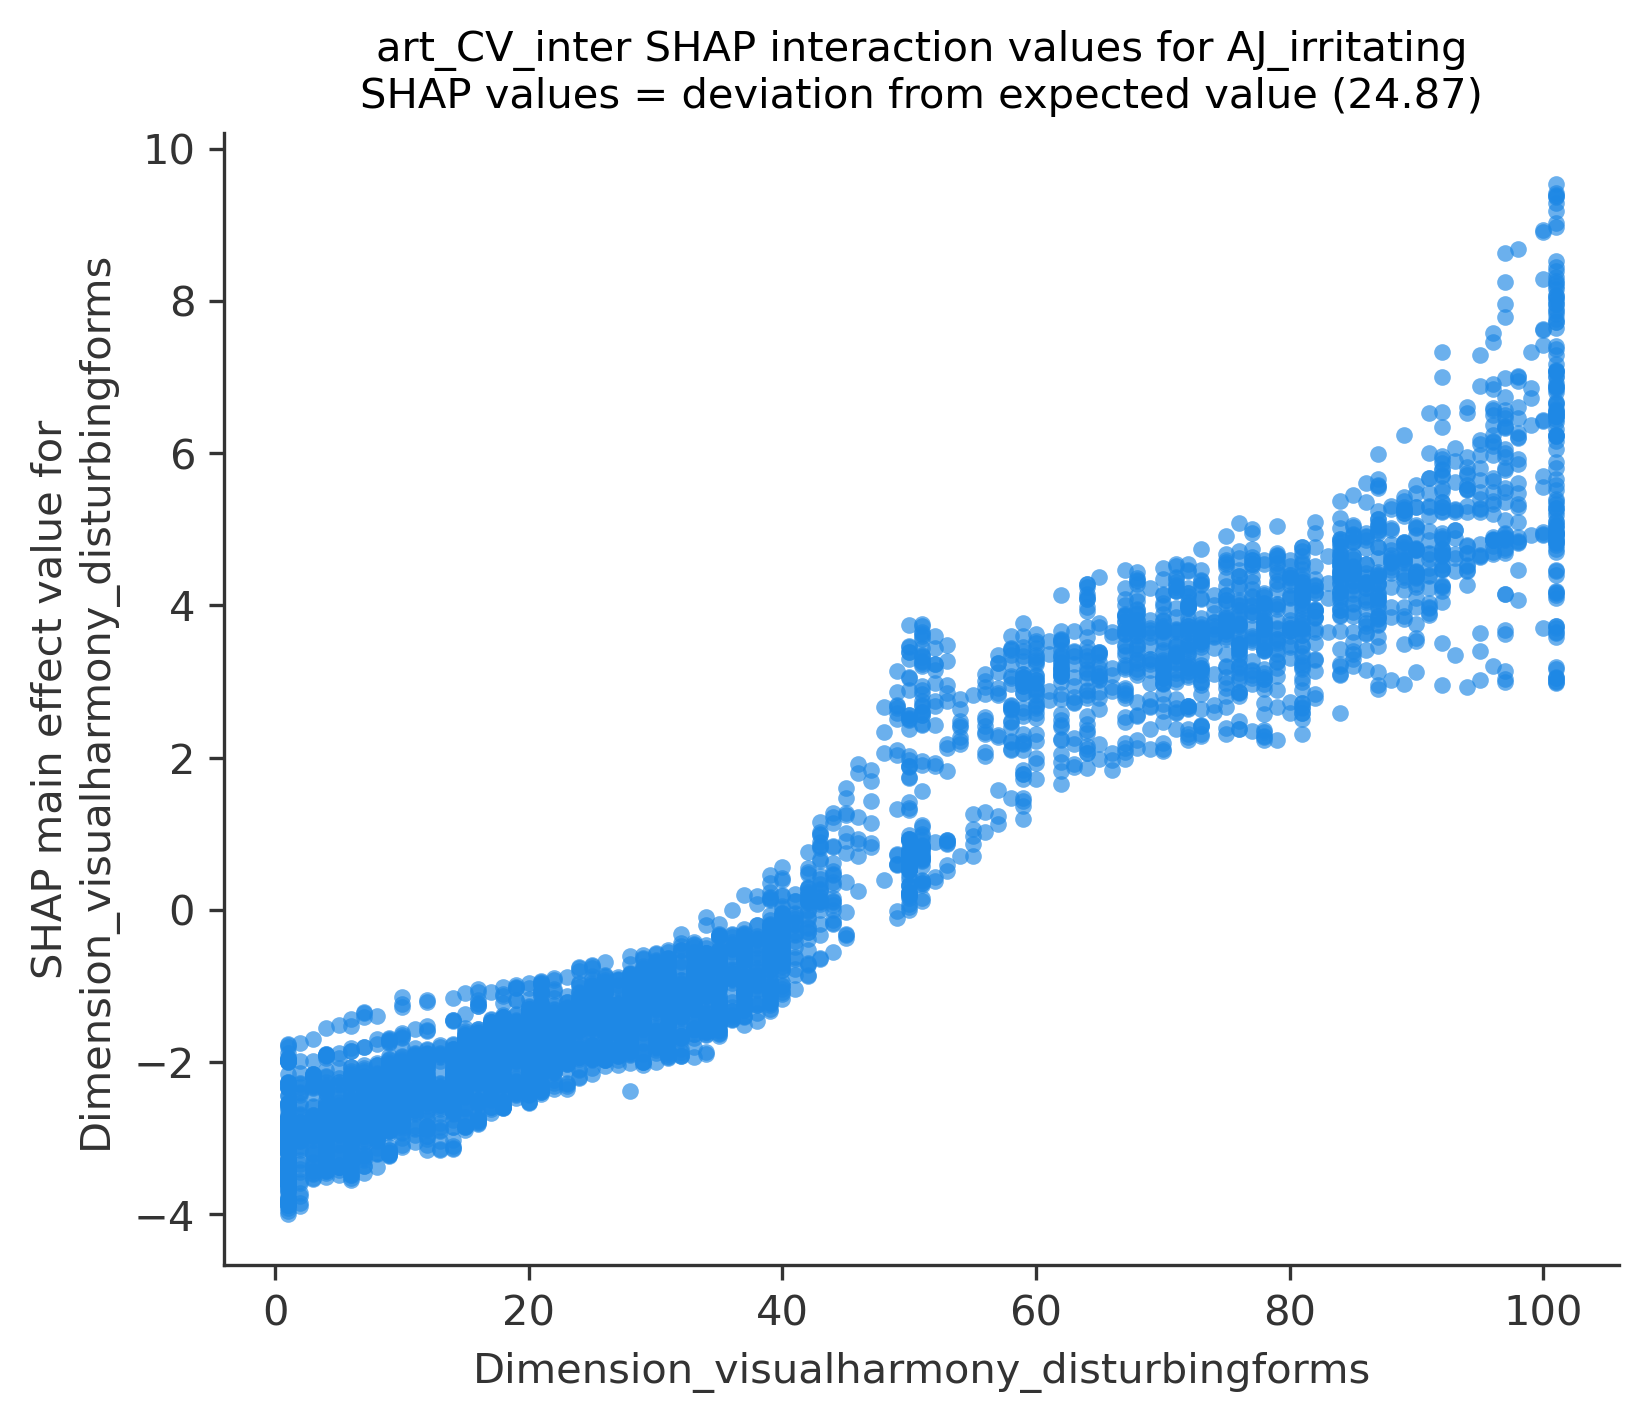 art_CV_inter SHAP interaction values for AJ_irritating
SHAP values = deviation from expected value (24.87)
SHAP main effect value for
Dimension_visualharmony_disturbingforms
10
8
6
4
2
0
−2
−4
0
20
40
60
80
100
Dimension_visualharmony_disturbingforms